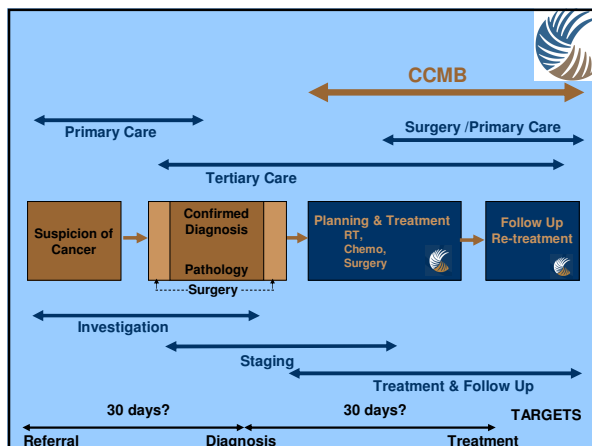 CCMB
Primary Care
Surgery /Primary Care
Tertiary Care
Suspicion of
Cancer
Confirmed
Diagnosis
Pathology
Surgery
Planning & Treatment
RT,
Chemo,
Surgery
Follow Up
Re-treatment
Investigation
Staging
Treatment & Follow Up
30 days?
30 days?
TARGETS
Referral
Diagnosis
Treatment